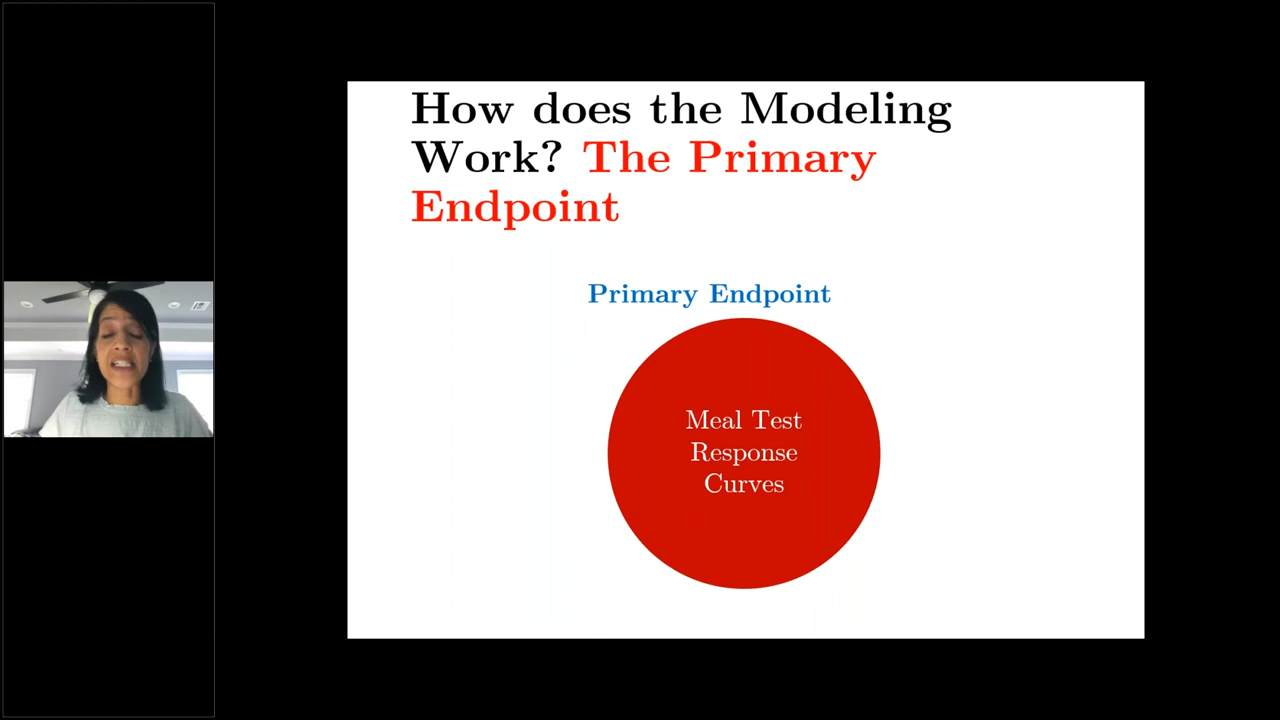 How does the Modeling
Work? The Primary
Endpoint
Primary Endpoint
Meal Test
Response
Curves